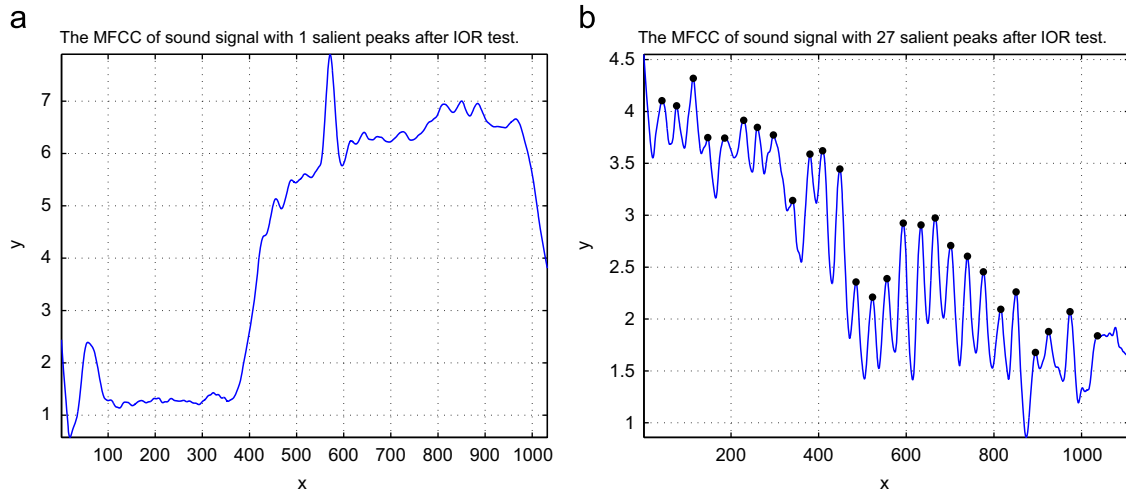 a
The MFCC of sound signal with 1 salient peaks after IOR test.
7
6
5
4
3
2
1
100 200 300 400 500 600 700 800 900 1000
y
x
b
The MFCC of sound signal with 27 salient peaks after IOR test.
4.5
4
3.5
3
2.5
2
1.5
1
200 400 600 800 1000
y
x